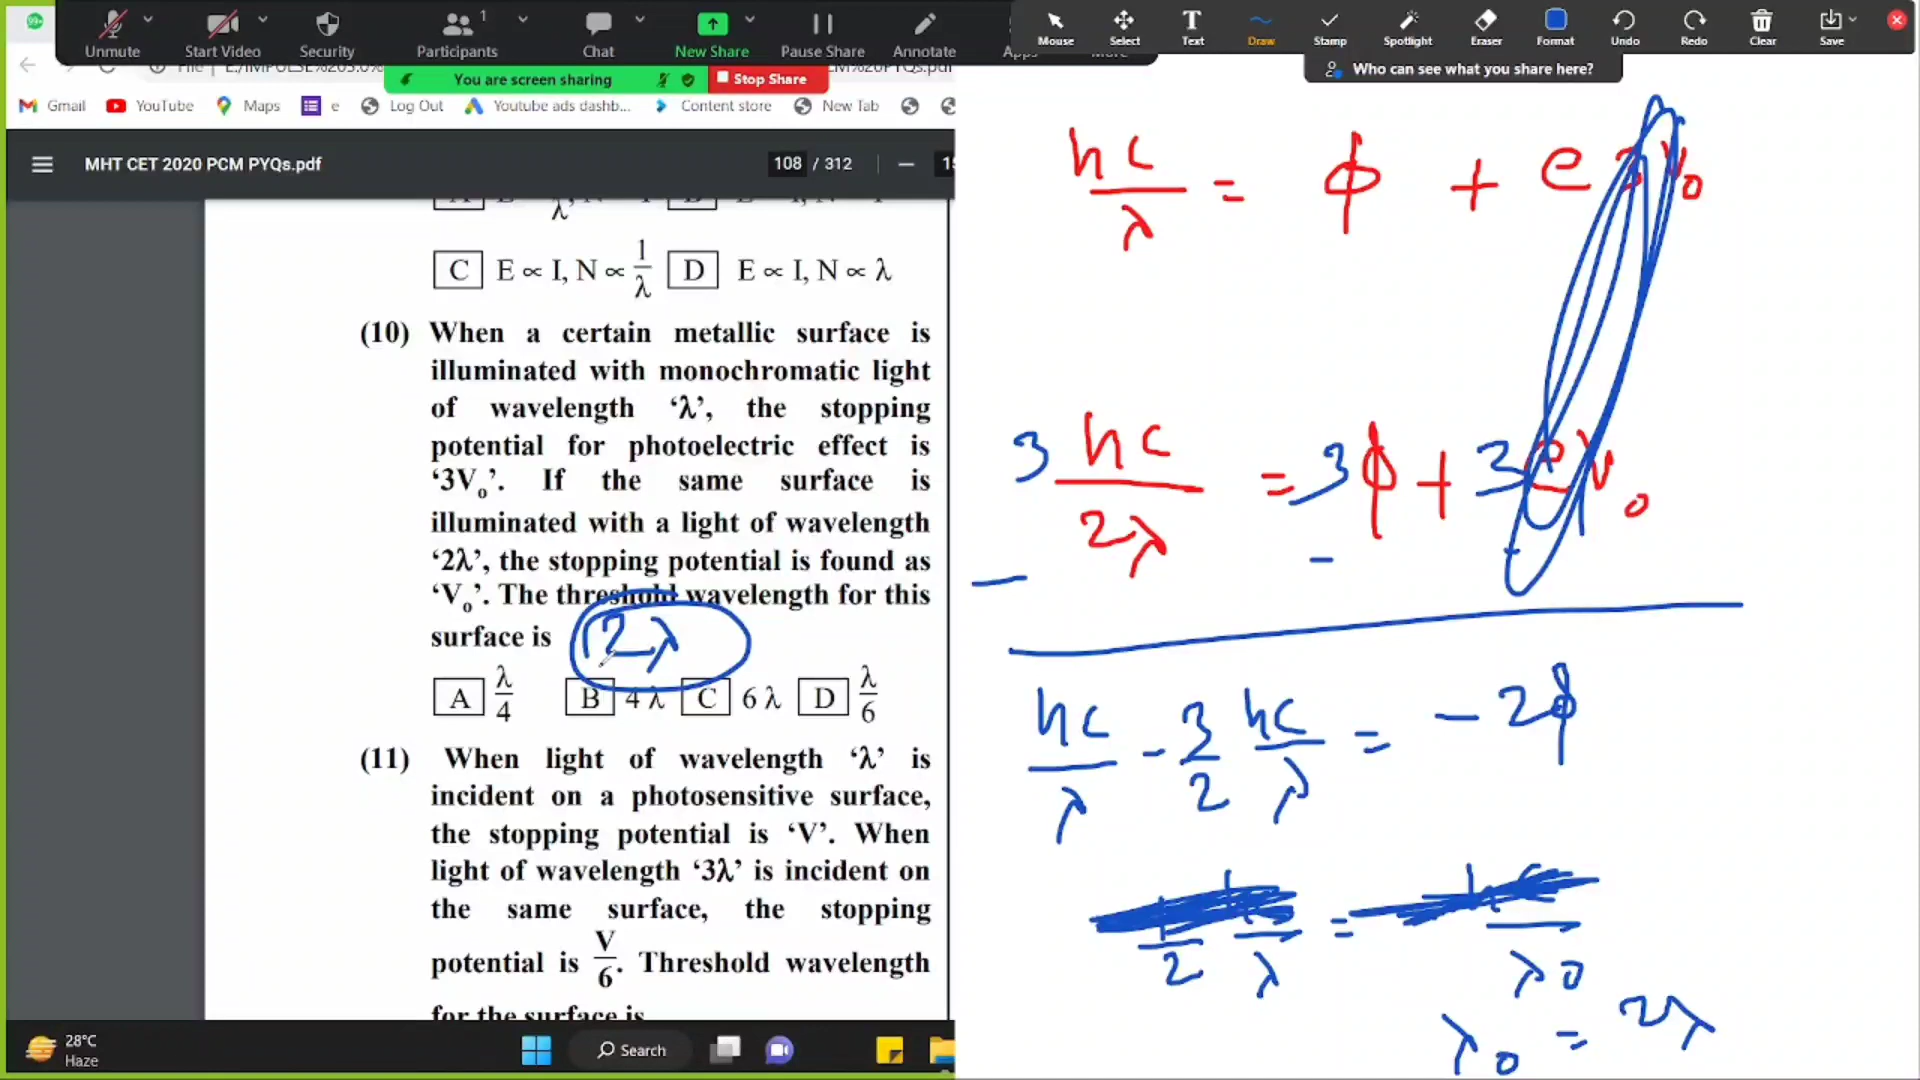 99+
Unmute
Start Video
Security
Participants 1
Chat
New Share
Pause Share
Annotate
Mouse
Select
Text
Draw
Stamp
Spotlight
Eraser
Format
Undo
Redo
Clear
Save
You are screen sharing
Stop Share
Who can see what you share here?
Gmail
YouTube
Maps
e
Log Out
Youtube ads dashb...
Content store
New Tab
MHT CET 2020 PCM PYQs.pdf
108 / 312
C E ∝ I, N ∝ 1/λ D E ∝ I, N ∝ λ
(10) When a certain metallic surface is
illuminated with monochromatic light
of wavelength ‘λ’, the stopping
potential for photoelectric effect is
‘3V₀’. If the same surface is
illuminated with a light of wavelength
‘2λ’, the stopping potential is found as
‘V₀’. The threshold wavelength for this
surface is 2λ
A λ/4 B 4λ C 6λ D λ/6
(11) When light of wavelength ‘λ’ is
incident on a photosensitive surface,
the stopping potential is ‘V’. When
light of wavelength ‘3λ’ is incident on
the same surface, the stopping
potential is V/6. Threshold wavelength
for the surface is
hc/λ = ϕ + e 3V₀
3 hc/2λ = 3ϕ + 3eV₀
hc/λ - 3/2 hc/λ = -2ϕ
λ₀ = 2λ
28°C
Haze
Search